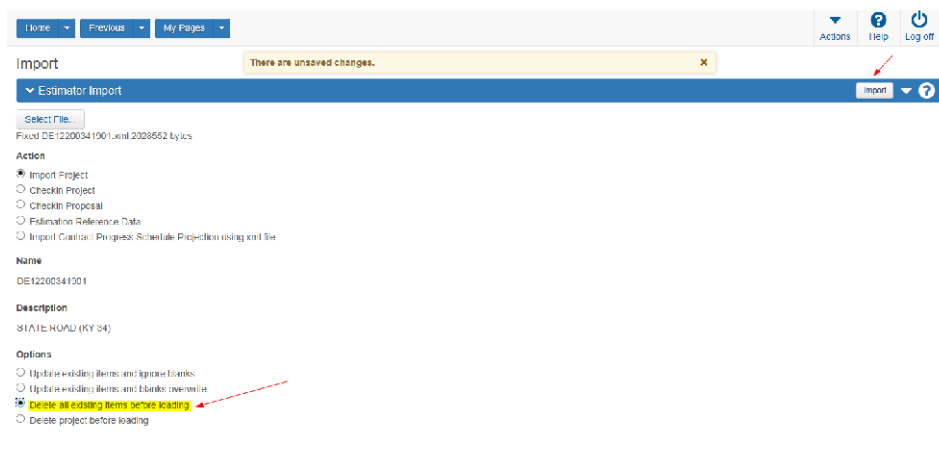 Home Previous My Pages
Actions Help Log off
Import
There are unsaved changes. ×
Estimator Import Import ?
Select File...
Fixed DE12200341901.xml 2028552 bytes
Action
Import Project
Checkin Project
Checkin Proposal
Estimation Reference Data
Import Contract Progress Schedule Projection using xml file
Name
DE12200341901
Description
STATE ROAD (KY 34)
Options
Update existing items and ignore blanks
Update existing items and blanks overwrite
Delete all existing items before loading
Delete project before loading